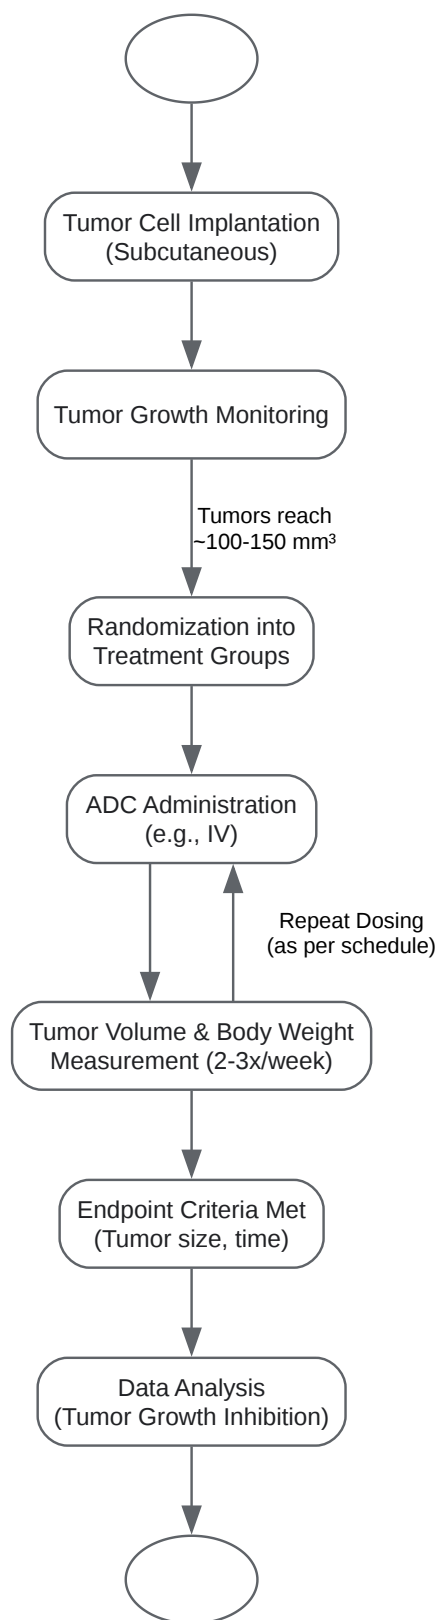 Tumor Cell Implantation
(Subcutaneous)
Tumor Growth Monitoring
Tumors reach
~100-150 mm³
Randomization into
Treatment Groups
ADC Administration
(e.g., IV)
Repeat Dosing
(as per schedule)
Tumor Volume & Body Weight
Measurement (2-3x/week)
Endpoint Criteria Met
(Tumor size, time)
Data Analysis
(Tumor Growth Inhibition)